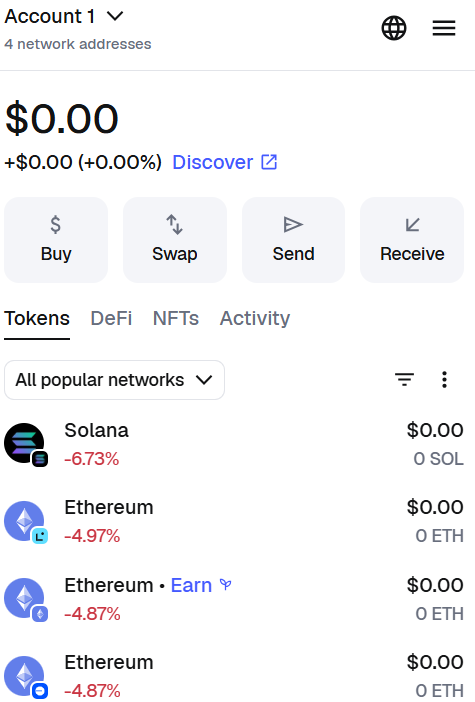 Account 1
4 network addresses
$0.00
+$0.00 (+0.00%) Discover
Buy Swap Send Receive
Tokens DeFi NFTs Activity
All popular networks
Solana $0.00
-6.73% 0 SOL
Ethereum $0.00
-4.97% 0 ETH
Ethereum • Earn $0.00
-4.87% 0 ETH
Ethereum $0.00
-4.87% 0 ETH